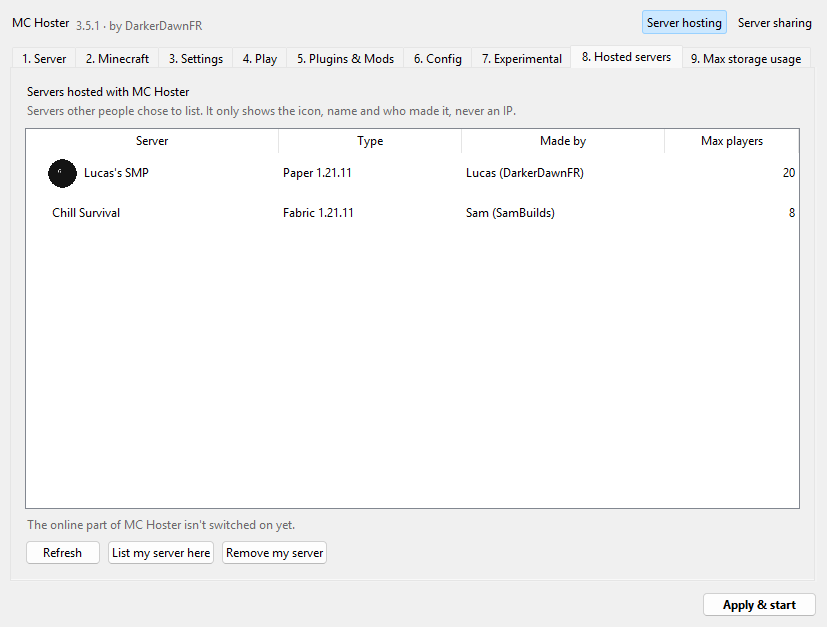 MC Hoster 3.5.1 · by DarkerDawnFR
Server hosting Server sharing
1. Server 2. Minecraft 3. Settings 4. Play 5. Plugins & Mods 6. Config 7. Experimental 8. Hosted servers 9. Max storage usage
Servers hosted with MC Hoster
Servers other people chose to list. It only shows the icon, name and who made it, never an IP.
Server Type Made by Max players
Lucas's SMP Paper 1.21.11 Lucas (DarkerDawnFR) 20
Chill Survival Fabric 1.21.11 Sam (SamBuilds) 8
The online part of MC Hoster isn't switched on yet.
Refresh List my server here Remove my server
Apply & start